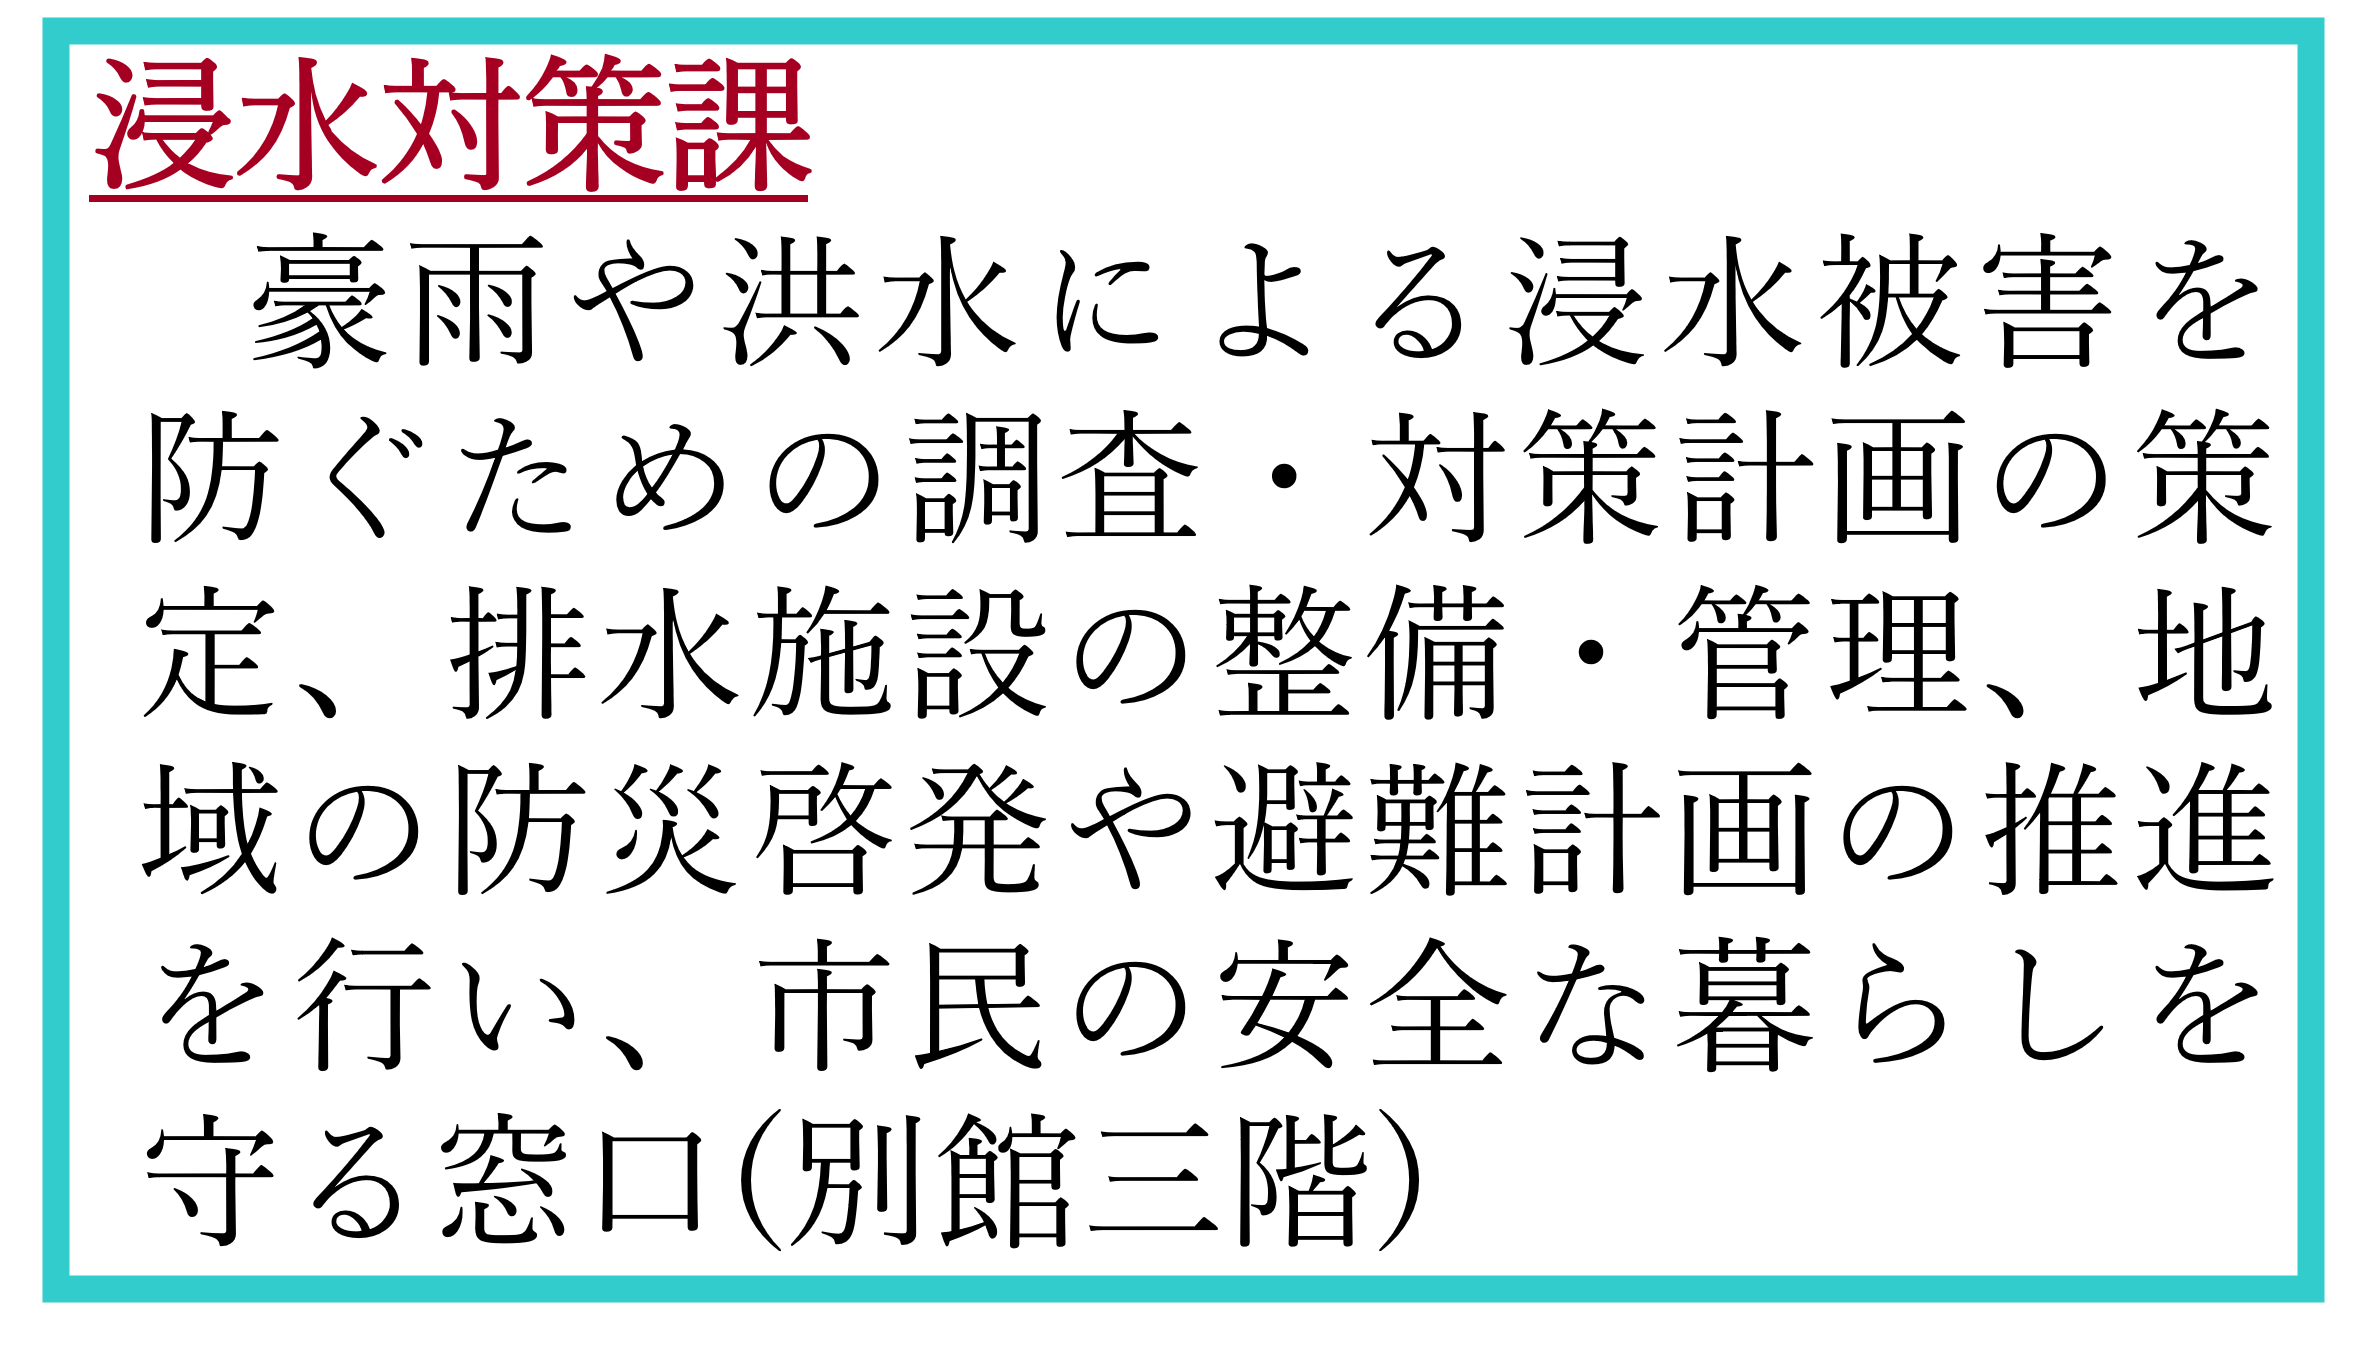 浸水対策課
豪雨や洪水による浸水被害を
防ぐための調査・対策計画の策
定、排水施設の整備・管理、地
域の防災啓発や避難計画の推進
を行い、市民の安全な暮らしを
守る窓口(別館三階)